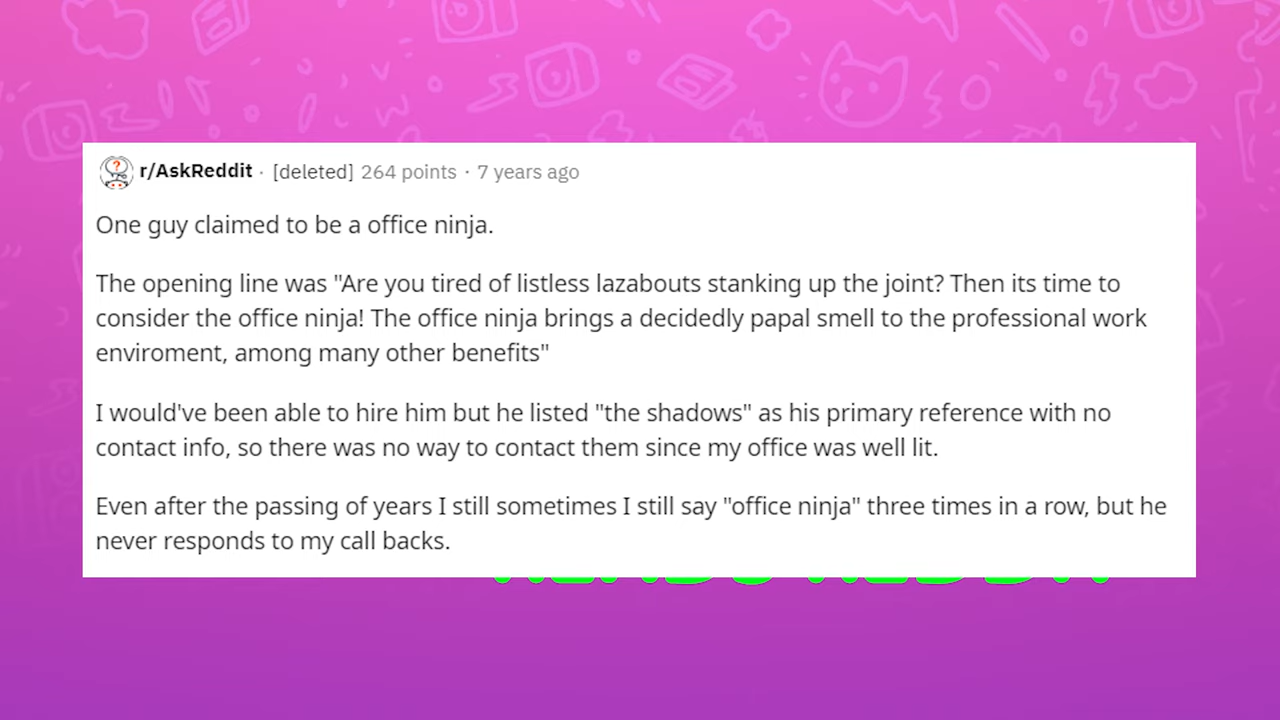 r/AskReddit · [deleted] 264 points · 7 years ago
One guy claimed to be a office ninja.
The opening line was "Are you tired of listless lazabouts stanking up the joint? Then its time to
consider the office ninja! The office ninja brings a decidedly papal smell to the professional work
enviroment, among many other benefits"
I would've been able to hire him but he listed "the shadows" as his primary reference with no
contact info, so there was no way to contact them since my office was well lit.
Even after the passing of years I still sometimes I still say "office ninja" three times in a row, but he
never responds to my call backs.